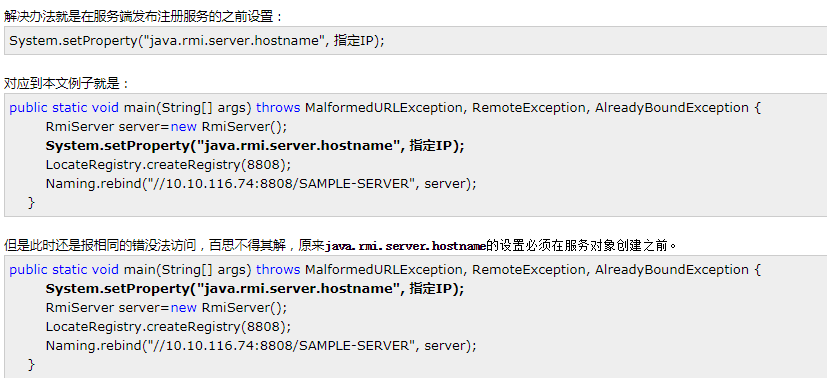 解决办法就是在服务端发布注册服务的之前设置：
System.setProperty("java.rmi.server.hostname", 指定IP);
对应到本文例子就是：
public static void main(String[] args) throws MalformedURLException, RemoteException, AlreadyBoundException {
RmiServer server=new RmiServer();
System.setProperty("java.rmi.server.hostname", 指定IP);
LocateRegistry.createRegistry(8808);
Naming.rebind("//10.10.116.74:8808/SAMPLE-SERVER", server);
}
但是此时还是报相同的错没法访问，百思不得其解，原来java.rmi.server.hostname的设置必须在服务对象创建之前。
public static void main(String[] args) throws MalformedURLException, RemoteException, AlreadyBoundException {
System.setProperty("java.rmi.server.hostname", 指定IP);
RmiServer server=new RmiServer();
LocateRegistry.createRegistry(8808);
Naming.rebind("//10.10.116.74:8808/SAMPLE-SERVER", server);
}